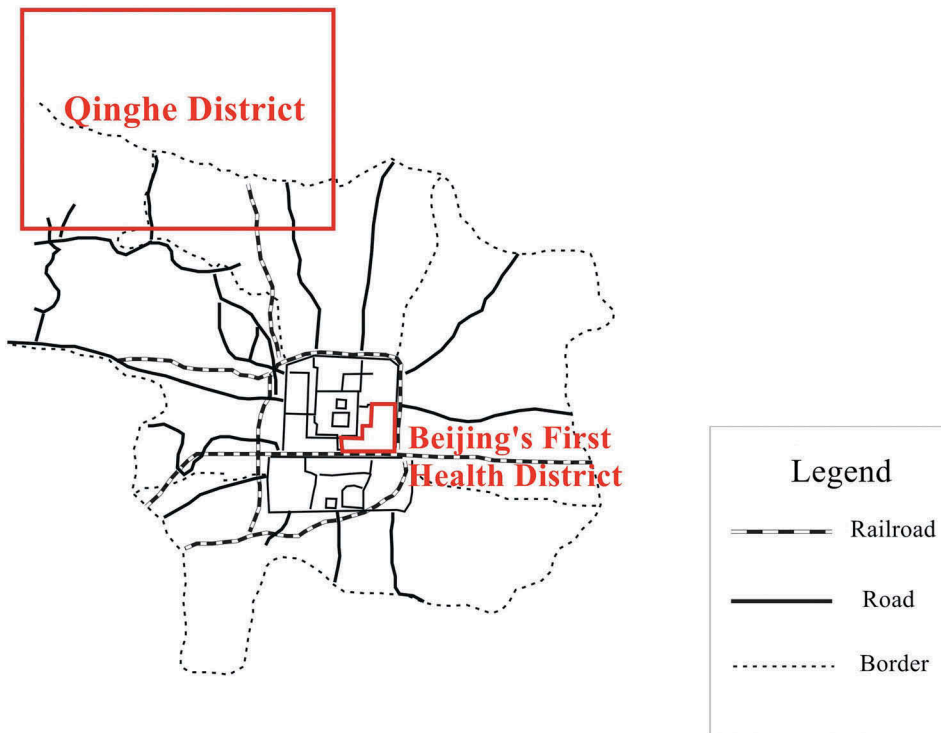 Qinghe District
Beijing's First
Health District
Legend
Railroad
Road
Border